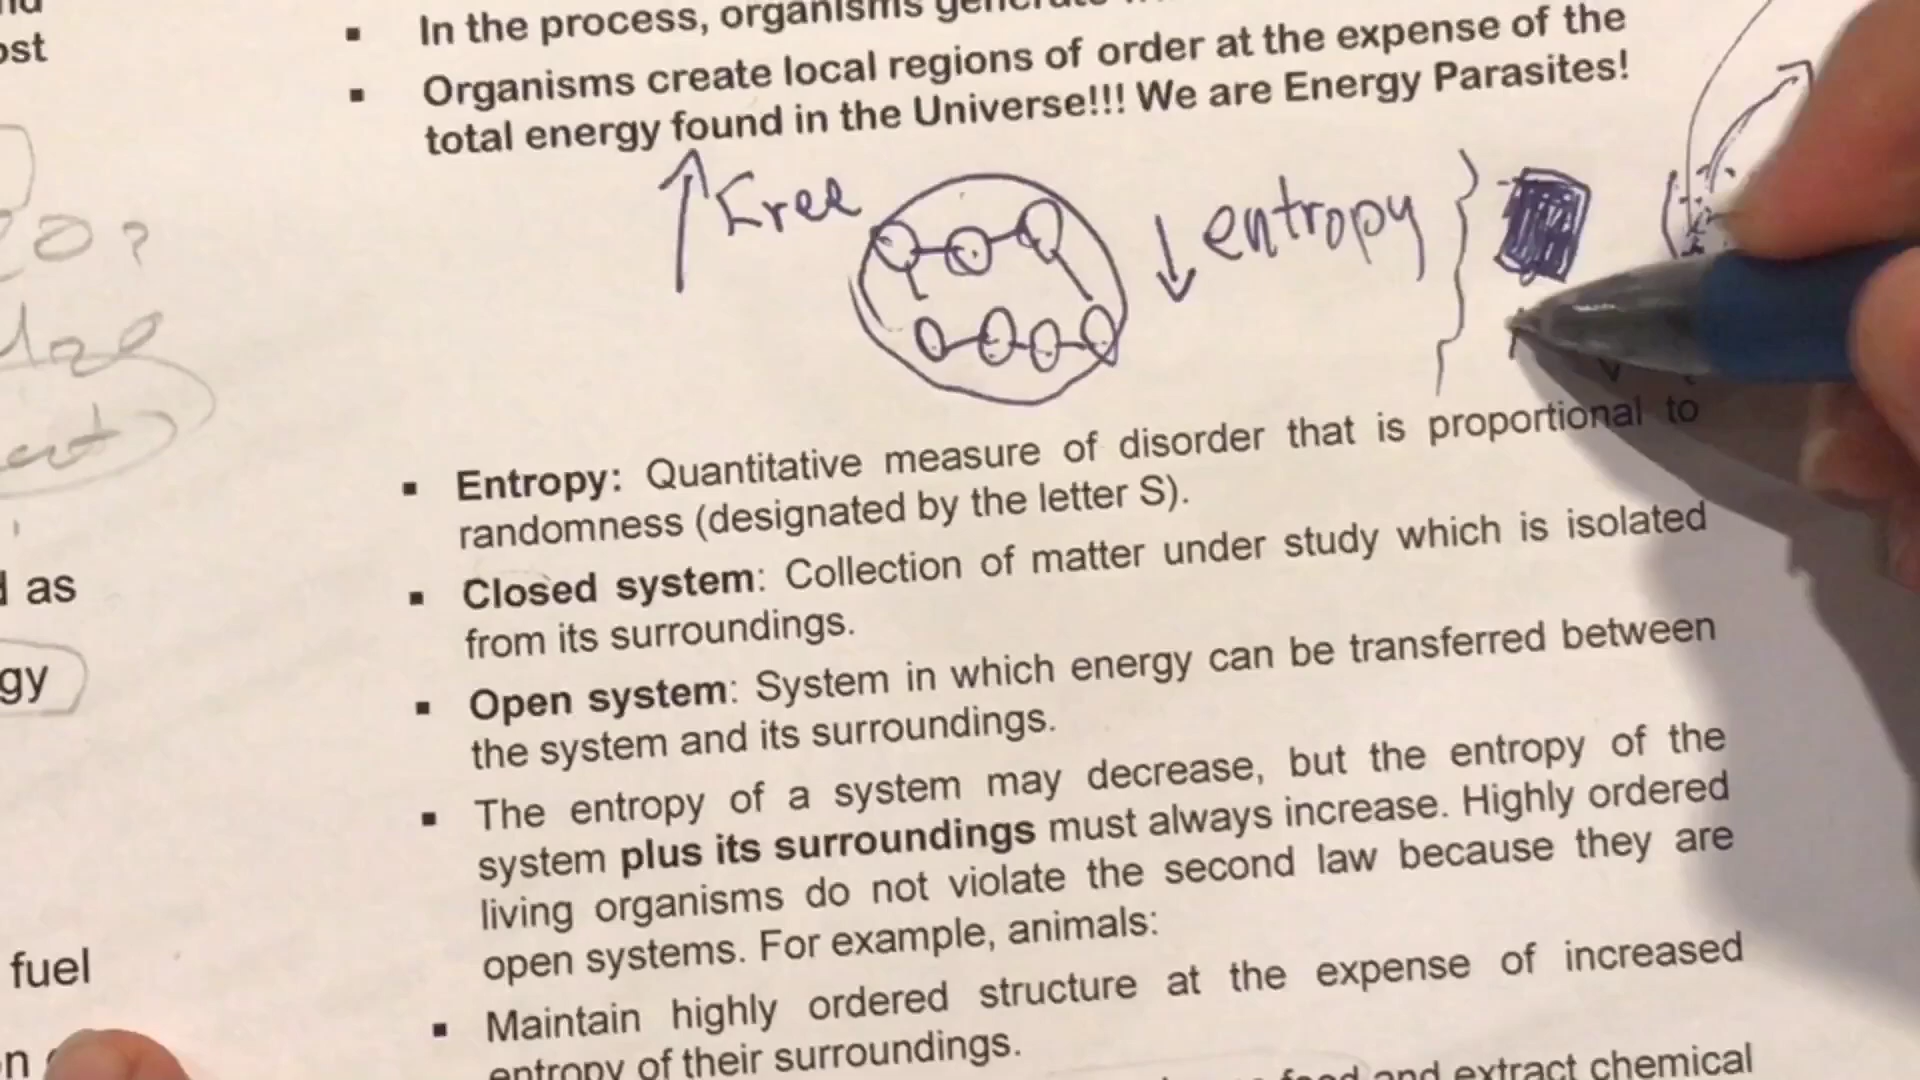 ost
In the process, organisms
Organisms create local regions of order at the expense of the
total energy found in the Universe!!! We are Energy Parasites!
Free
entropy
Entropy: Quantitative measure of disorder that is proportional to
randomness (designated by the letter S).
d as
Closed system: Collection of matter under study which is isolated
from its surroundings.
gy
Open system: System in which energy can be transferred between
the system and its surroundings.
The entropy of a system may decrease, but the entropy of the
system plus its surroundings must always increase. Highly ordered
living organisms do not violate the second law because they are
open systems. For example, animals:
fuel
Maintain highly ordered structure at the expense of increased
entropy of their surroundings.
food and extract chemical